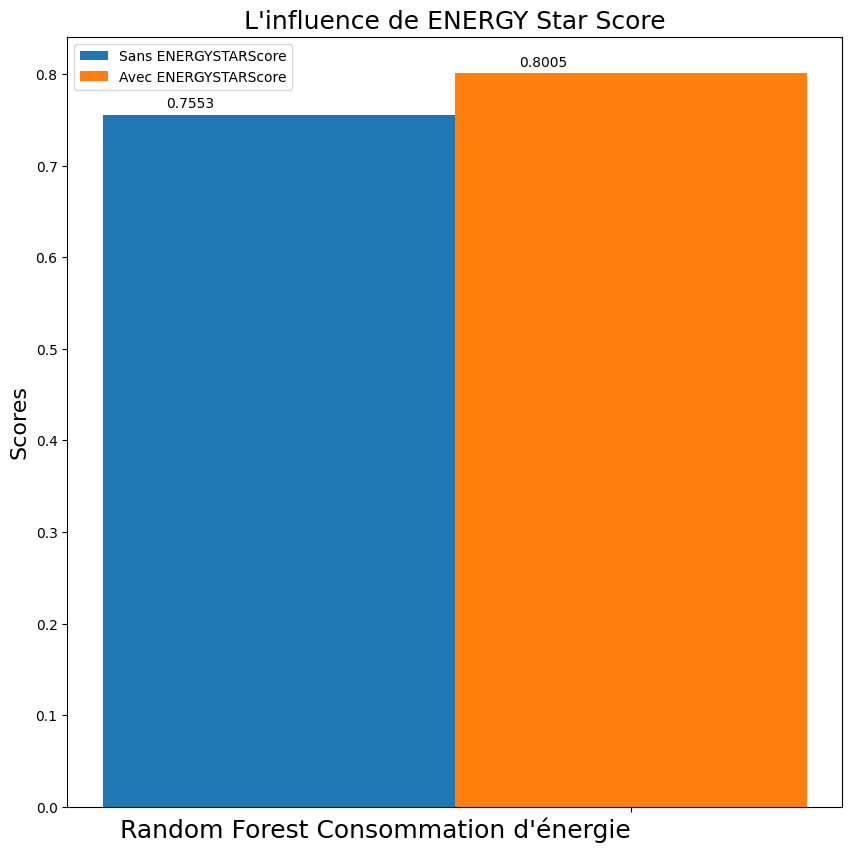 L'influence de ENERGY Star Score
Sans ENERGYSTARScore
Avec ENERGYSTARScore
0.7553
0.8005
Scores
0.8
0.7
0.6
0.5
0.4
0.3
0.2
0.1
0.0
Random Forest Consommation d'énergie